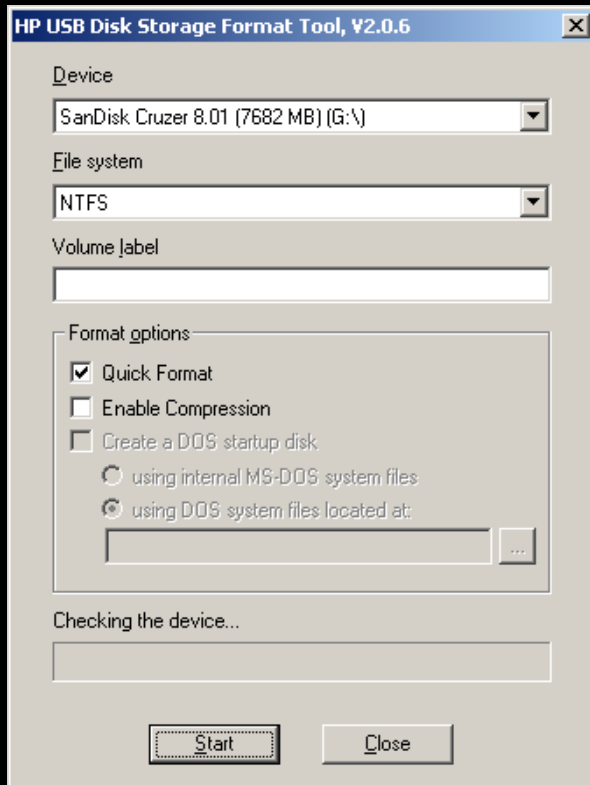 HP USB Disk Storage Format Tool, V2.0.6
Device
SanDisk Cruzer 8.01 (7682 MB) (G:\)
File system
NTFS
Volume label
Format options
Quick Format
Enable Compression
Create a DOS startup disk
using internal MS-DOS system files
using DOS system files located at:
...
Checking the device...
Start
Close